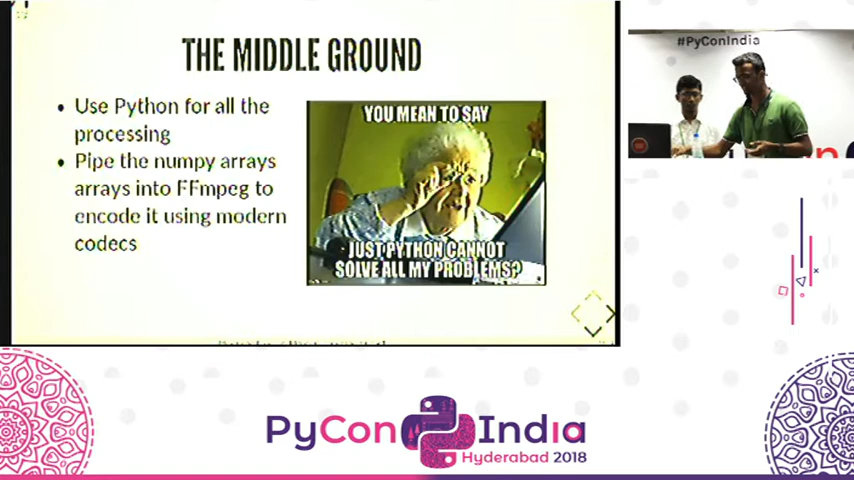 THE MIDDLE GROUND
• Use Python for all the
processing
• Pipe the numpy arrays
arrays into FFmpeg to
encode it using modern
codecs
YOU MEAN TO SAY
JUST PYTHON CANNOT
SOLVE ALL MY PROBLEMS?
#PyConIndia
PyCon India
Hyderabad 2018